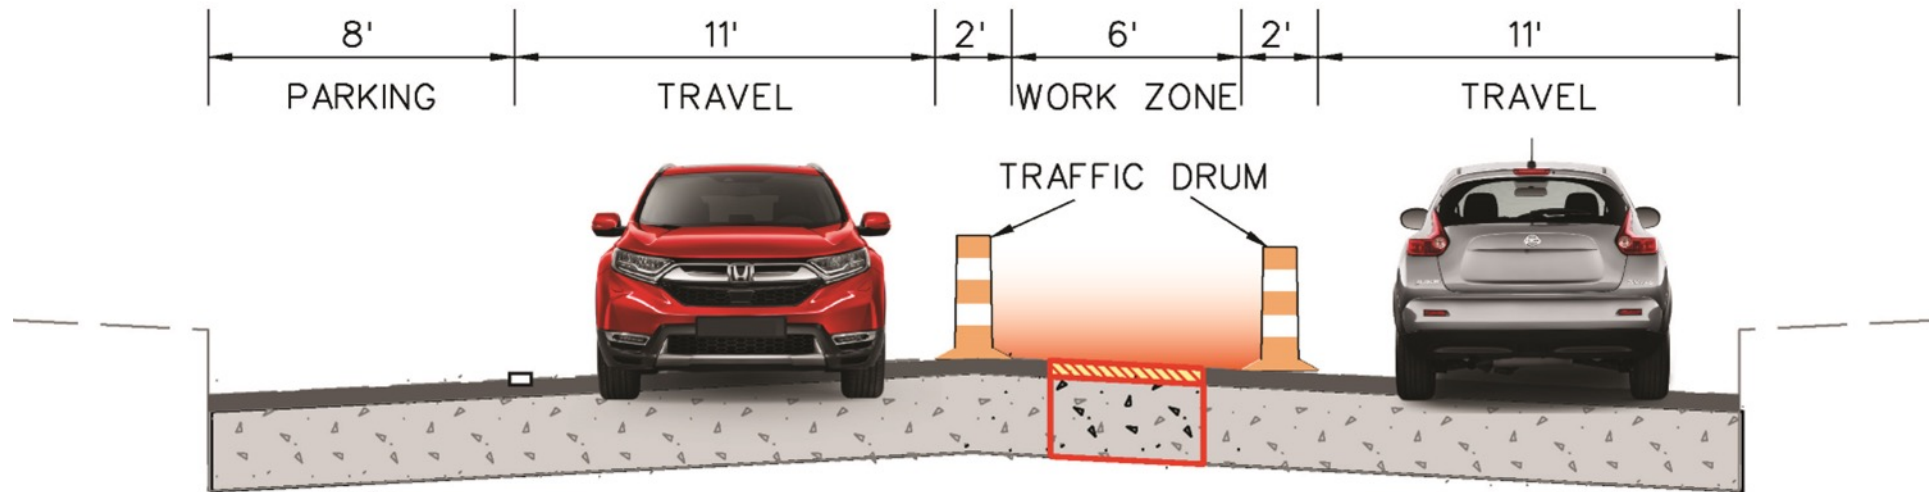 8' 11' 2' 6' 2' 11'
PARKING TRAVEL WORK ZONE TRAVEL
TRAFFIC DRUM